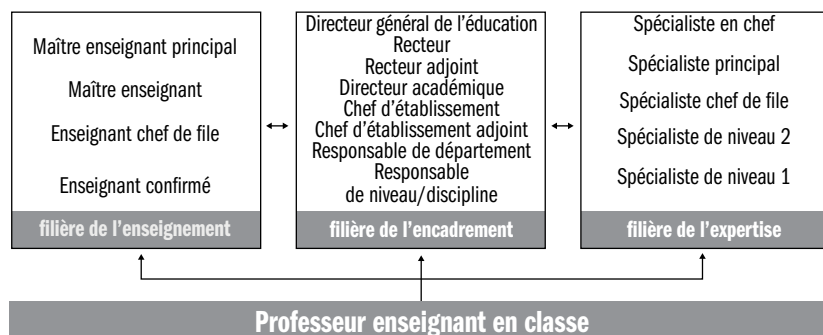 Maître enseignant principal
Maître enseignant
Enseignant chef de file
Enseignant confirmé
filière de l'enseignement
Directeur général de l'éducation
Recteur
Recteur adjoint
Directeur académique
Chef d'établissement
Chef d'établissement adjoint
Responsable de département
Responsable
de niveau/discipline
filière de l'encadrement
Spécialiste en chef
Spécialiste principal
Spécialiste chef de file
Spécialiste de niveau 2
Spécialiste de niveau 1
filière de l'expertise
Professeur enseignant en classe